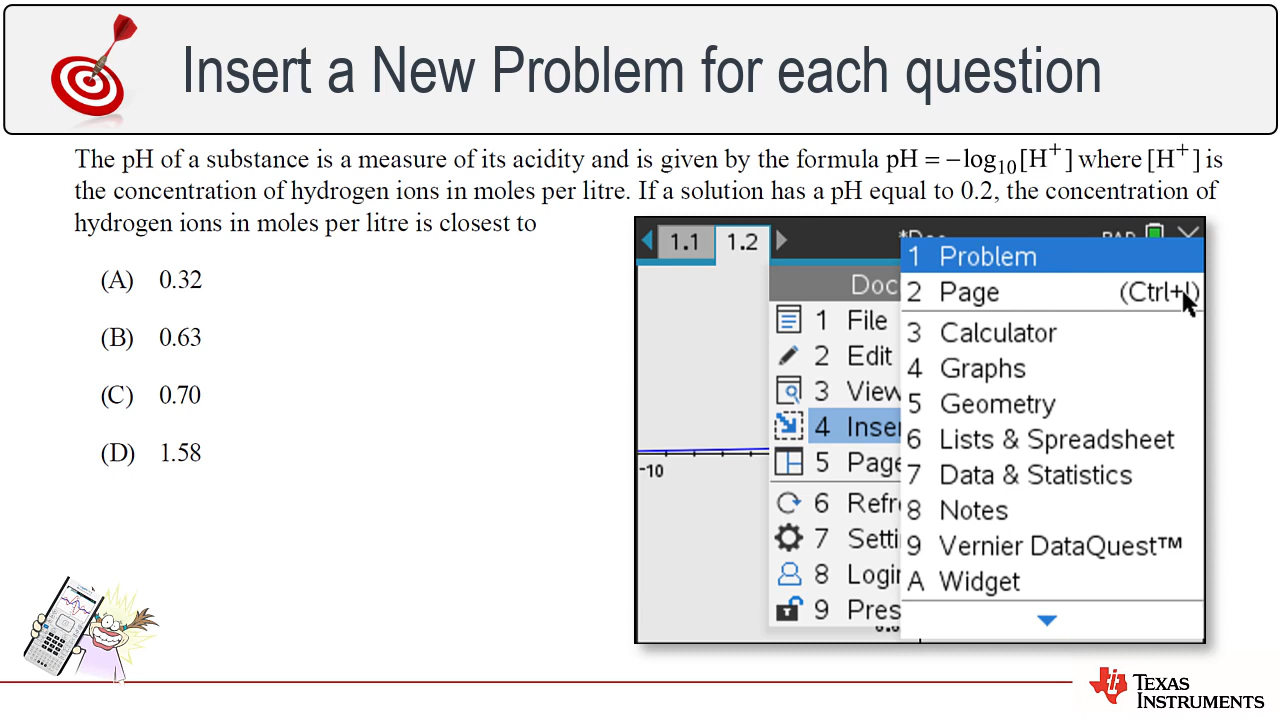 Insert a New Problem for each question
The pH of a substance is a measure of its acidity and is given by the formula pH = −log₁₀[H⁺] where [H⁺] is
the concentration of hydrogen ions in moles per litre. If a solution has a pH equal to 0.2, the concentration of
hydrogen ions in moles per litre is closest to
(A) 0.32
(B) 0.63
(C) 0.70
(D) 1.58
1.1 1.2 *Doc RAD
Doc
1 File
2 Edit
3 View
4 Inser
5 Page
6 Refr
7 Setti
8 Login
9 Pres
1 Problem
2 Page (Ctrl+I)
3 Calculator
4 Graphs
5 Geometry
6 Lists & Spreadsheet
7 Data & Statistics
8 Notes
9 Vernier DataQuest™
A Widget
-10
TEXAS
INSTRUMENTS